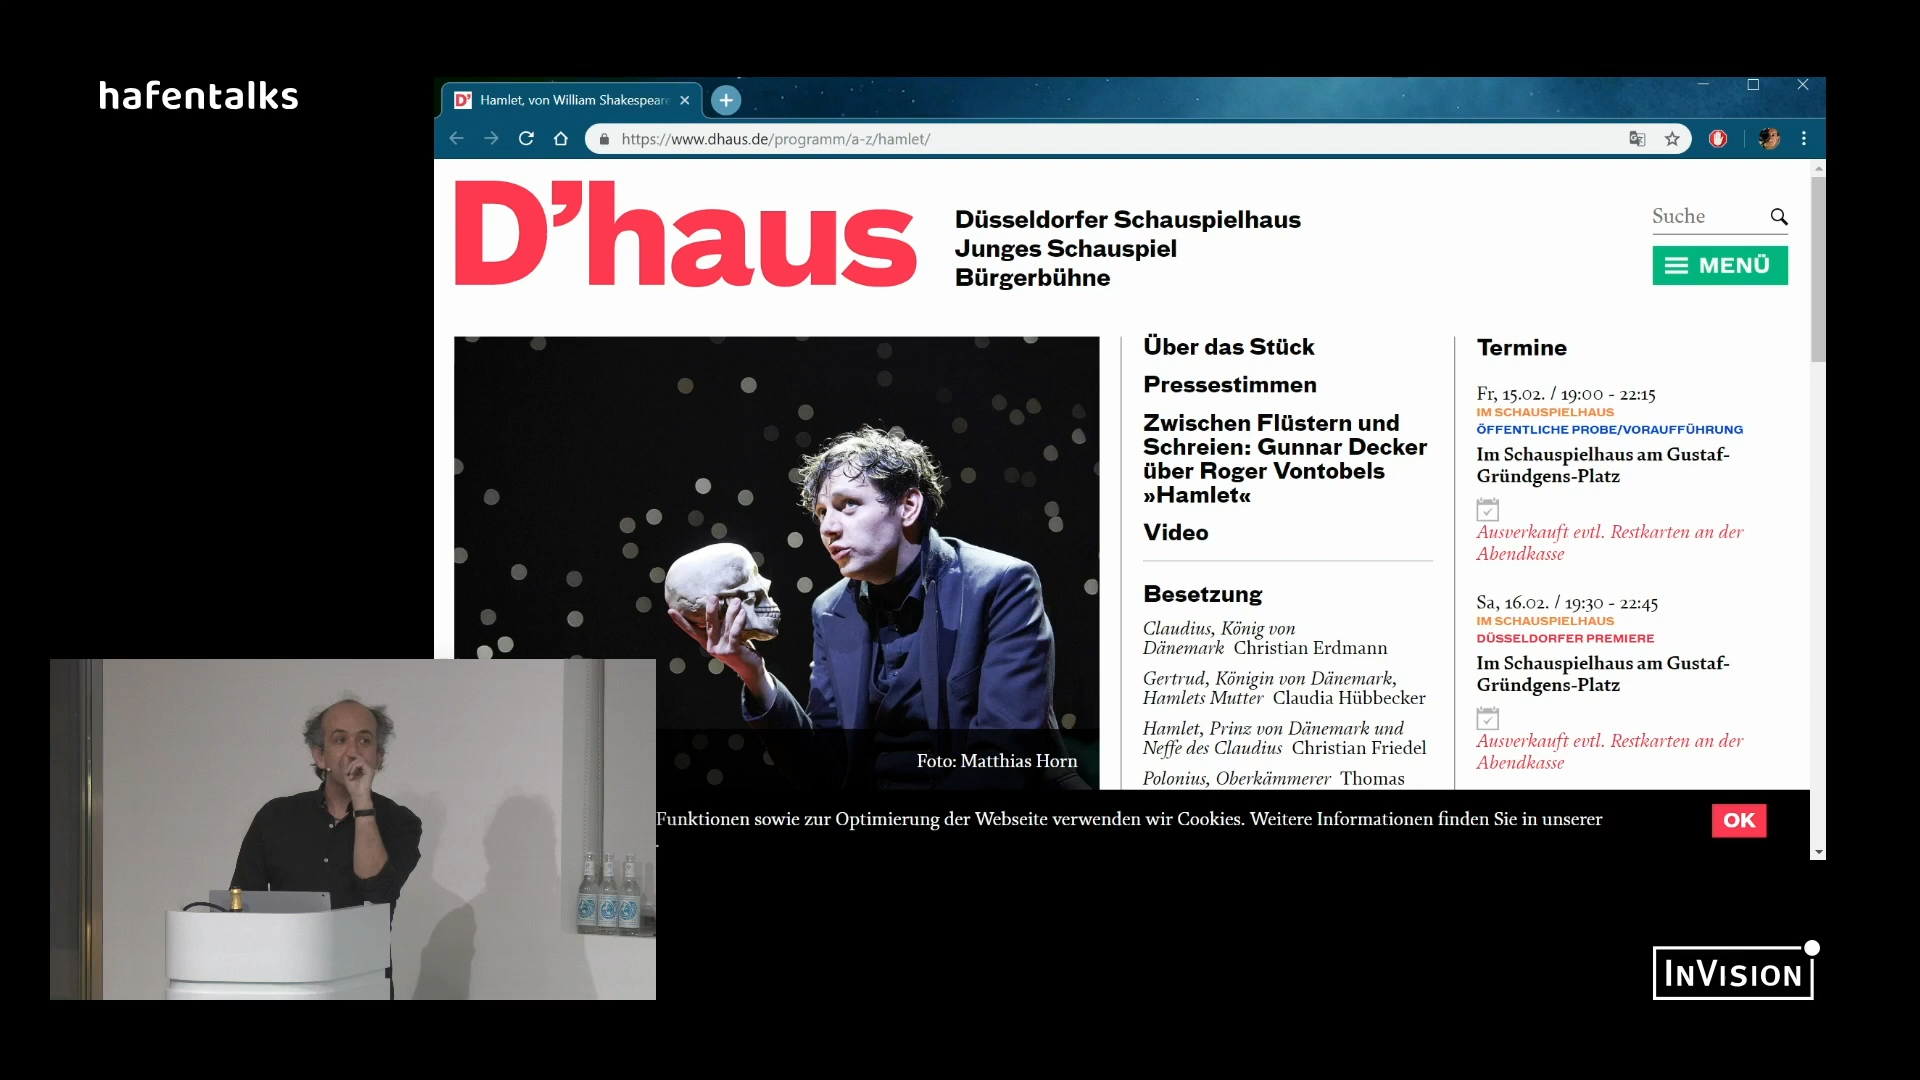 hafentalks
D' Hamlet, von William Shakespeare
https://www.dhaus.de/programm/a-z/hamlet/
D’haus
Düsseldorfer Schauspielhaus
Junges Schauspiel
Bürgerbühne
Suche
MENÜ
Über das Stück
Pressestimmen
Zwischen Flüstern und
Schreien: Gunnar Decker
über Roger Vontobels
»Hamlet«
Video
Besetzung
Claudius, König von
Dänemark Christian Erdmann
Gertrud, Königin von Dänemark,
Hamlets Mutter Claudia Hübbecker
Hamlet, Prinz von Dänemark und
Neffe des Claudius Christian Friedel
Polonius, Oberkämmerer Thomas
Termine
Fr, 15.02. / 19:00 - 22:15
IM SCHAUSPIELHAUS
ÖFFENTLICHE PROBE/VORAUFFÜHRUNG
Im Schauspielhaus am Gustaf-
Gründgens-Platz
Ausverkauft evtl. Restkarten an der
Abendkasse
Sa, 16.02. / 19:30 - 22:45
IM SCHAUSPIELHAUS
DÜSSELDORFER PREMIERE
Im Schauspielhaus am Gustaf-
Gründgens-Platz
Ausverkauft evtl. Restkarten an der
Abendkasse
Foto: Matthias Horn
Funktionen sowie zur Optimierung der Webseite verwenden wir Cookies. Weitere Informationen finden Sie in unserer
.
OK
INVISION